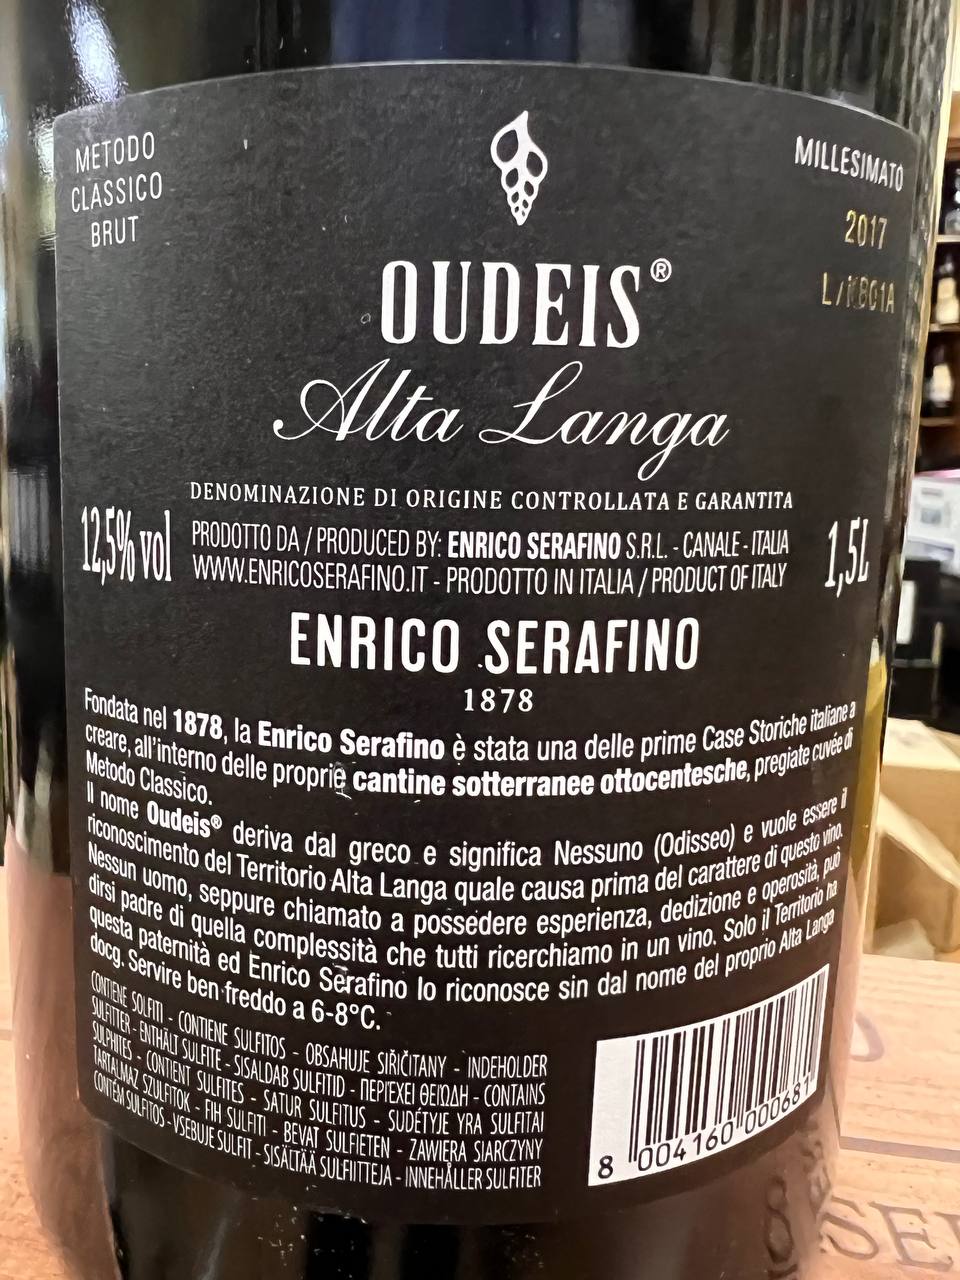 METODO
CLASSICO
BRUT
MILLESIMATO
2017
OUDEIS®
Alta Langa
DENOMINAZIONE DI ORIGINE CONTROLLATA E GARANTITA
12,5% vol
PRODOTTO DA / PRODUCED BY: ENRICO SERAFINO S.R.L. - CANALE - ITALIA
WWW.ENRICOSERAFINO.IT - PRODOTTO IN ITALIA / PRODUCT OF ITALY
1,5L
ENRICO SERAFINO
1878
Fondata nel 1878, la Enrico Serafino è stata una delle prime Case Storiche italiane a
creare, all'interno delle proprie cantine sotterranee ottocentesche, pregiate cuvée di
Metodo Classico.
Il nome Oudeis® deriva dal greco e significa Nessuno (Odisseo) e vuole essere il
riconoscimento del Territorio Alta Langa quale causa prima del carattere di questo vino.
Nessun uomo, seppure chiamato a possedere esperienza, dedizione e operosità, può
dirsi padre di quella complessità che tutti ricerchiamo in un vino. Solo il Territorio ha
questa paternità ed Enrico Serafino lo riconosce sin dal nome del proprio Alta Langa
docg. Servire ben freddo a 6-8°C.
CONTIENE SOLFITI - CONTIENE SULFITOS - OBSAHUJE SIŘIČITANY - INDEHOLDER
SULFITTER - ENTHÄLT SULFITE - SISALDAB SULFITID - ΠΕΡΙΈΧΕΙ ΘΕΙΏΔΗ - CONTAINS
SULPHITES - CONTIENT SULFITES - SATUR SULFITUS - SUDĖTYJE YRA SULFITAI
TARTALMAZ SZULFITOK - FIH SULFITI - BEVAT SULFIETEN - ZAWIERA SIARCZYNY
CONTÉM SULFITOS - VSEBUJE SULFIT - SISÄLTÄÄ SULFIITTEJA - INNEHÅLLER SULFITER
8 004160 000681